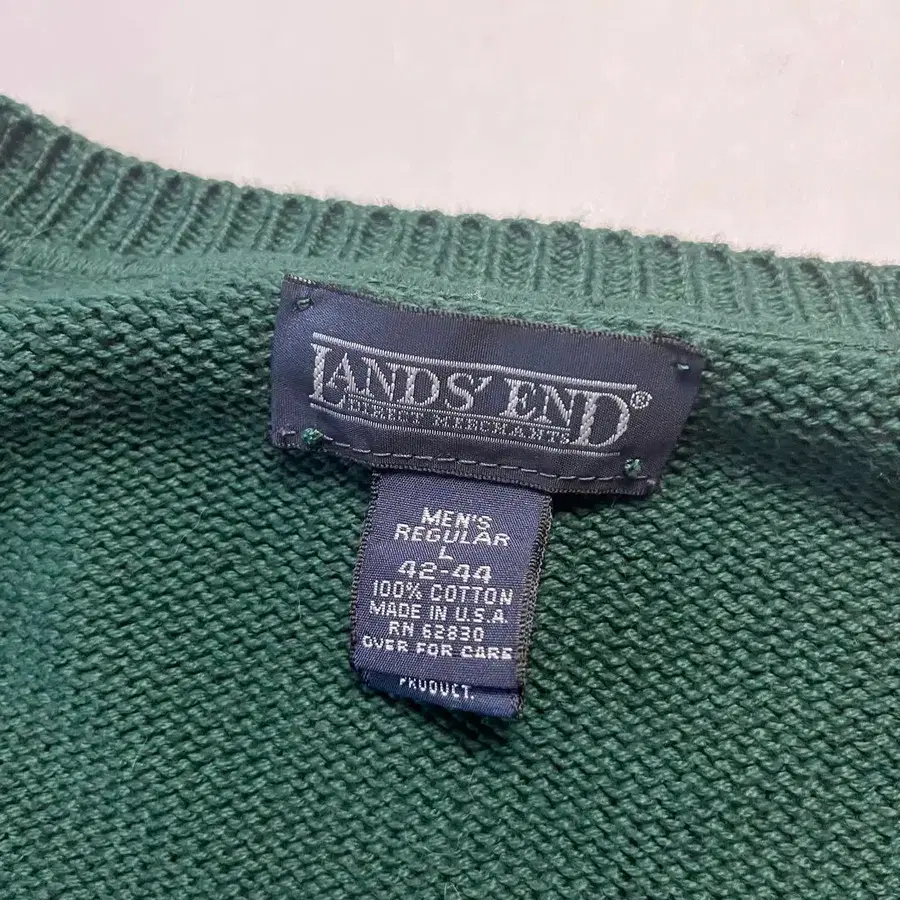 LANDS' END®
DIRECT MERCHANTS
MEN'S
REGULAR
L
42-44
100% COTTON
MADE IN U.S.A
RN 62830
OVER FOR CARE
PRODUCT.